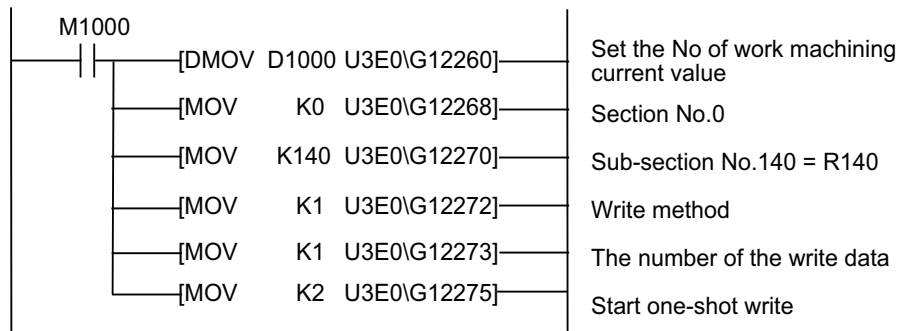 M1000
[DMOV D1000 U3E0\G12260] Set the No of work machining
current value
[MOV K0 U3E0\G12268] Section No.0
[MOV K140 U3E0\G12270] Sub-section No.140 = R140
[MOV K1 U3E0\G12272] Write method
[MOV K1 U3E0\G12273] The number of the write data
[MOV K2 U3E0\G12275] Start one-shot write